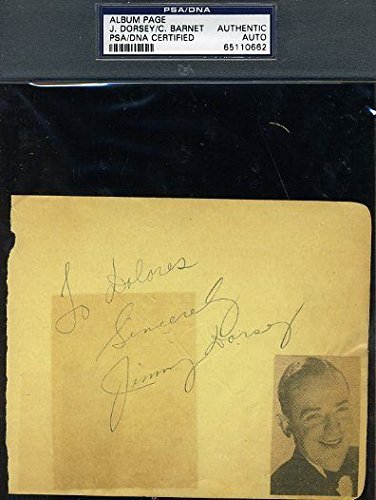 PSA/DNA
ALBUM PAGE
J. DORSEY/C. BARNET
PSA/DNA CERTIFIED
AUTHENTIC
AUTO
65110662
To Dolores
Sincerely
Jimmy Dorsey